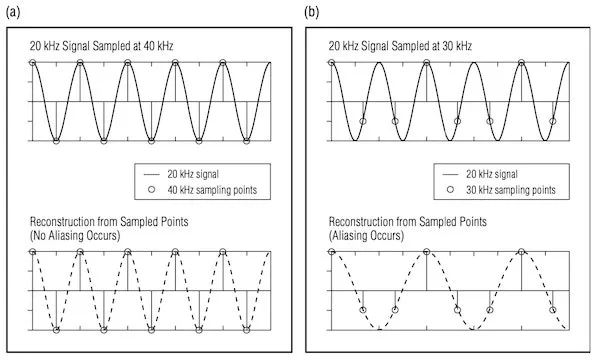 (a)
20 kHz Signal Sampled at 40 kHz
20 kHz signal
40 kHz sampling points
Reconstruction from Sampled Points
(No Aliasing Occurs)
(b)
20 kHz Signal Sampled at 30 kHz
20 kHz signal
30 kHz sampling points
Reconstruction from Sampled Points
(Aliasing Occurs)